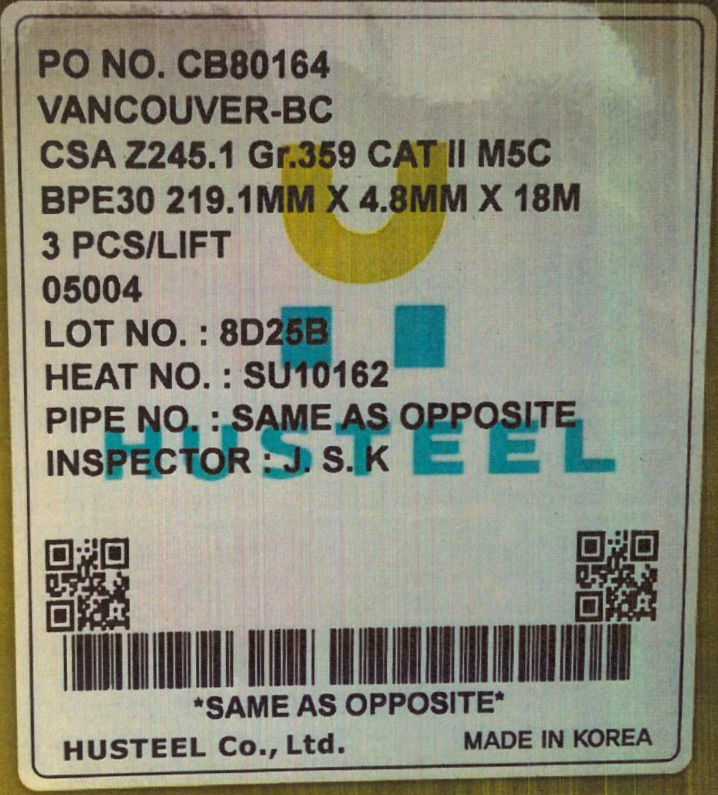 PO NO. CB80164
VANCOUVER-BC
CSA Z245.1 Gr.359 CAT II M5C
BPE30 219.1MM X 4.8MM X 18M
3 PCS/LIFT
05004
LOT NO. : 8D25B
HEAT NO. : SU10162
PIPE NO. : SAME AS OPPOSITE
HUSTEEL
INSPECTOR : J. S. K
*SAME AS OPPOSITE*
HUSTEEL Co., Ltd.
MADE IN KOREA